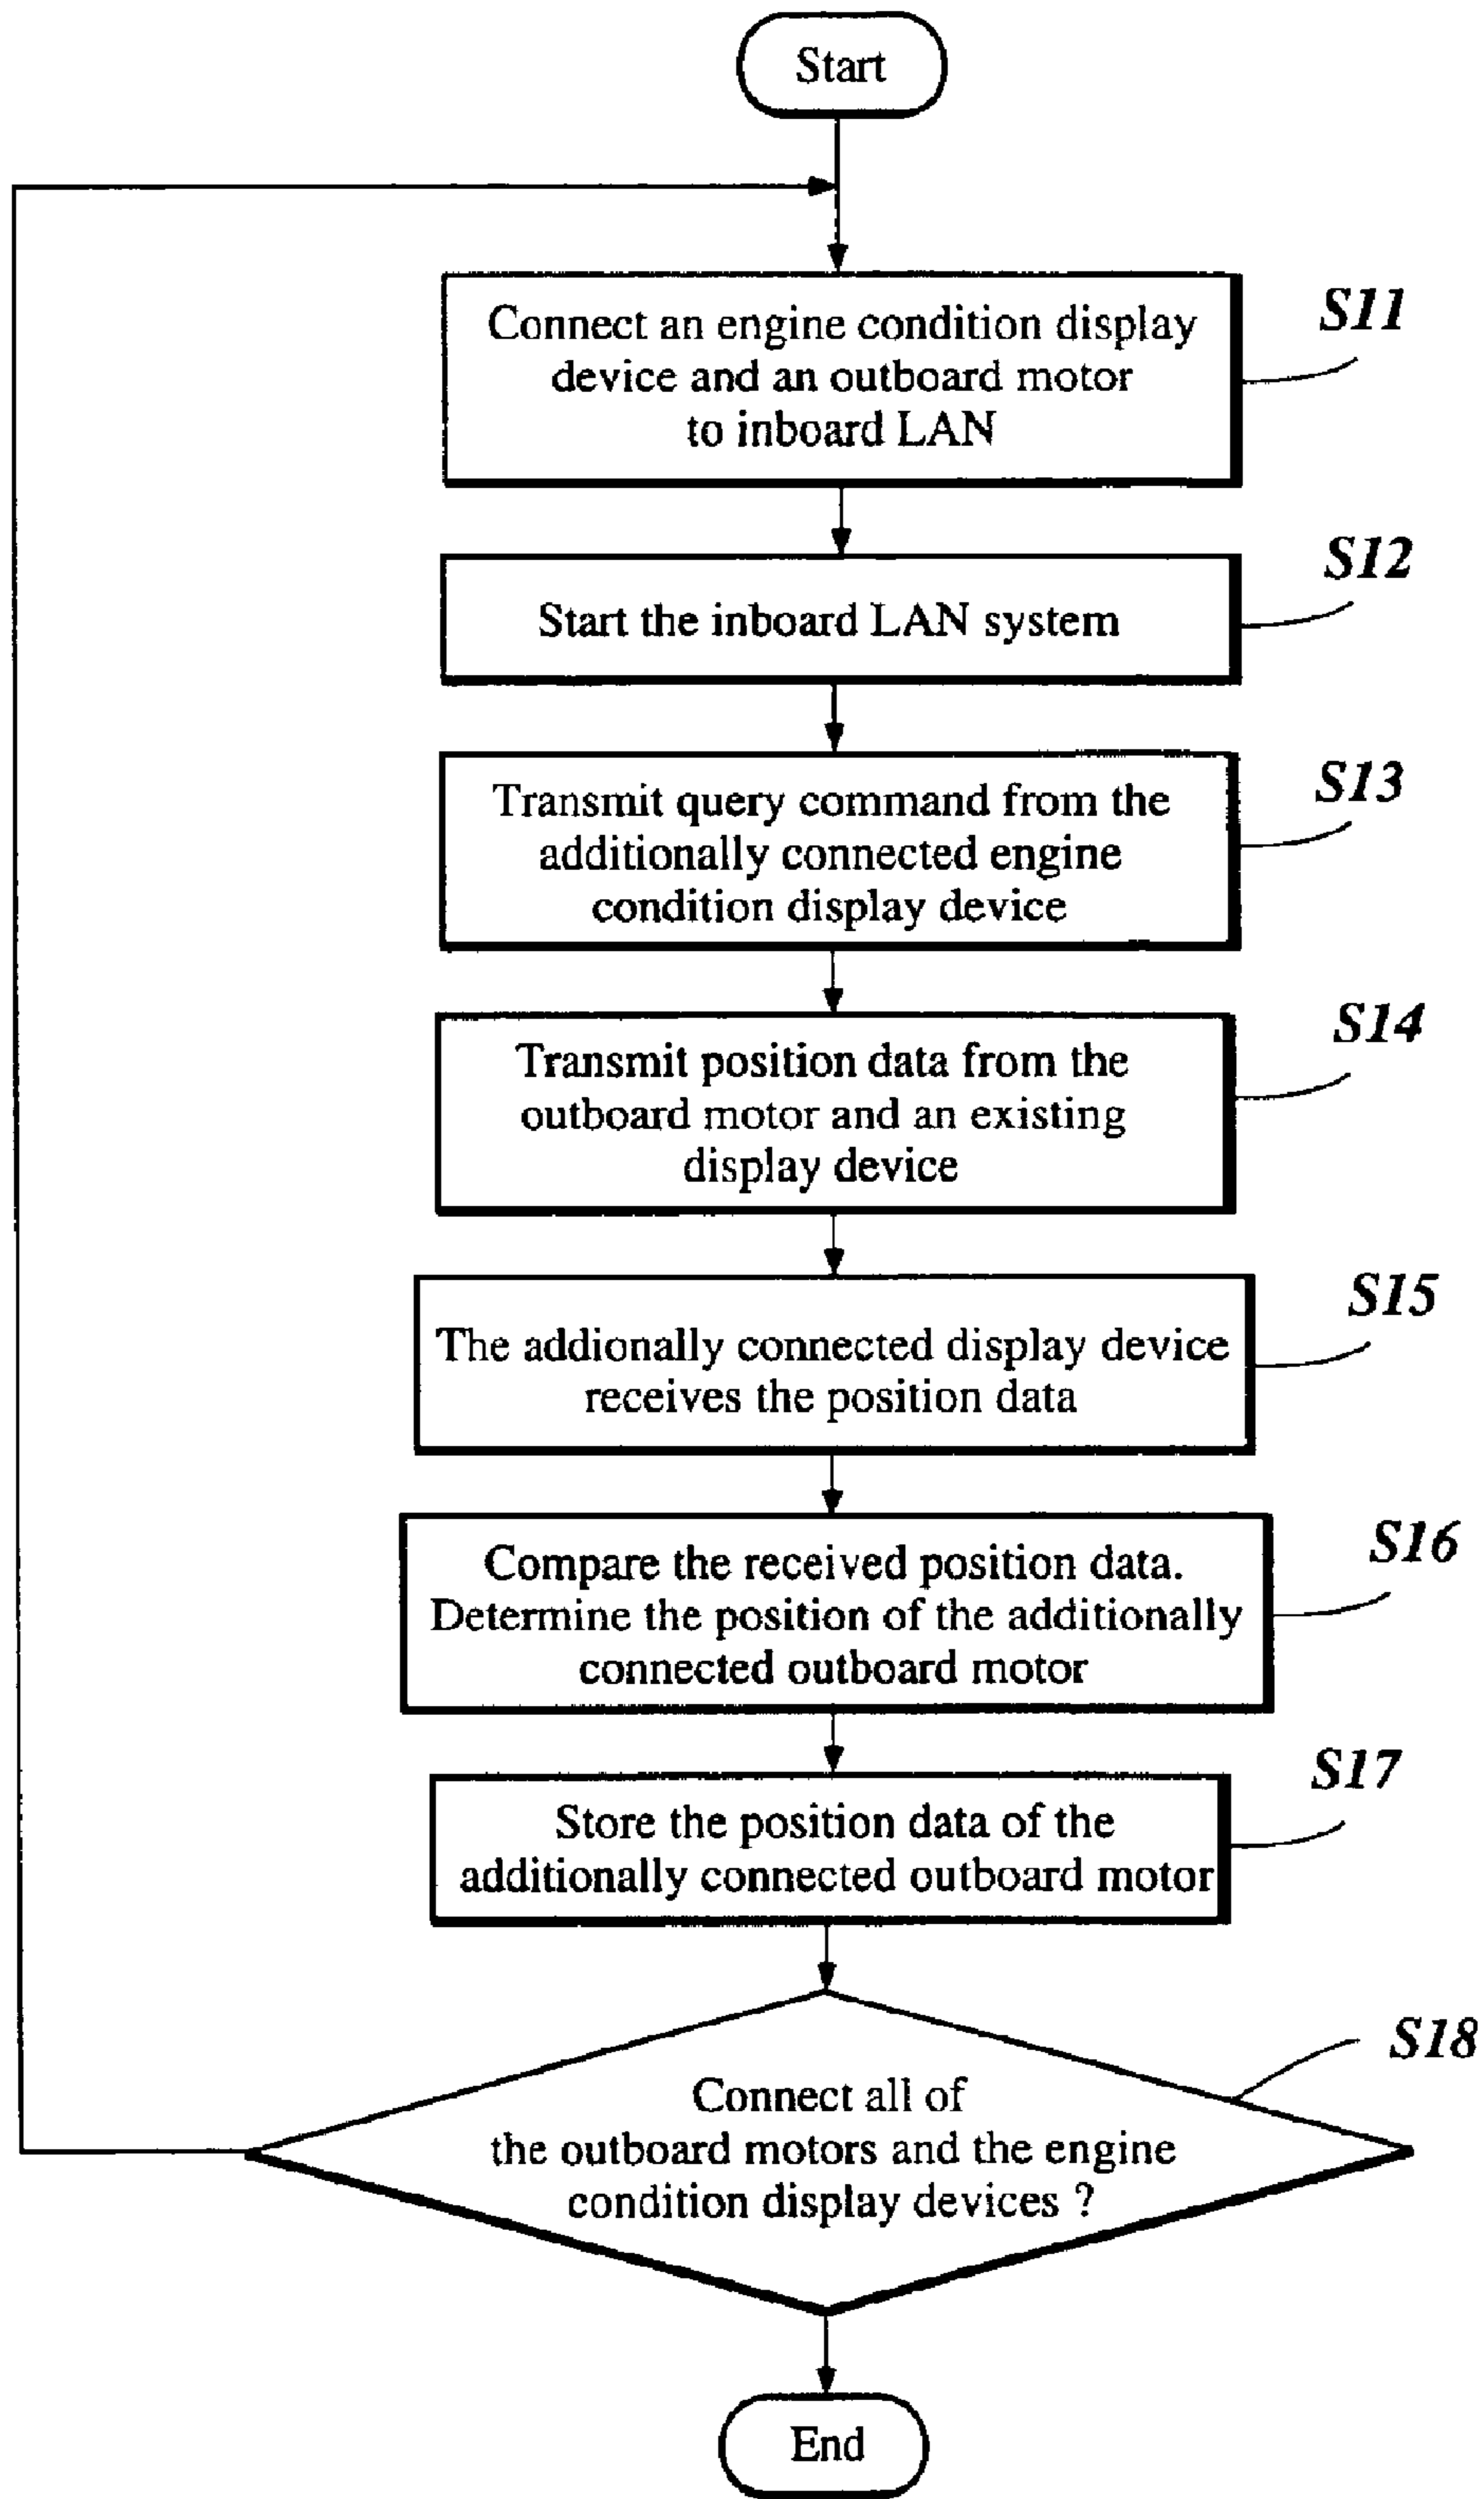 Start
Connect an engine condition display
device and an outboard motor
to inboard LAN
S11
Start the inboard LAN system
S12
Transmit query command from the
additionally connected engine
condition display device
S13
Transmit position data from the
outboard motor and an existing
display device
S14
The addionally connected display device
receives the position data
S15
Compare the received position data.
Determine the position of the additionally
connected outboard motor
S16
Store the position data of the
additionally connected outboard motor
S17
Connect all of
the outboard motors and the engine
condition display devices ?
S18
End